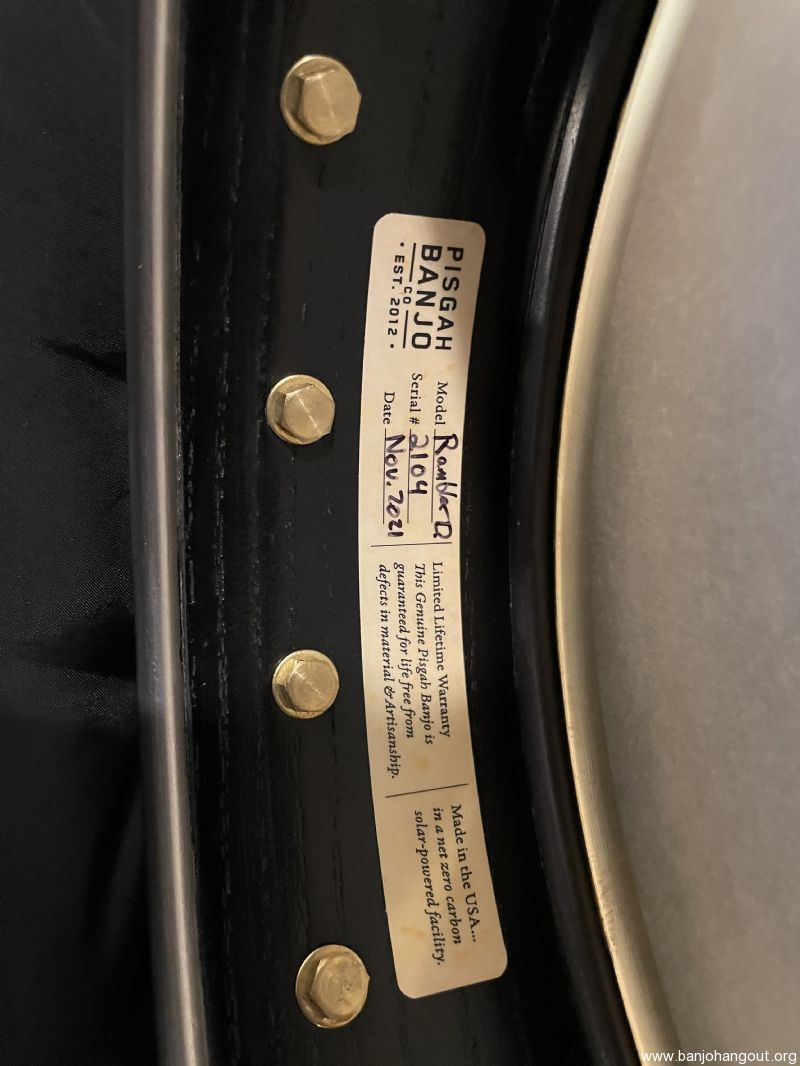 PISGAH
BANJO
CO
• EST. 2012 •
Model Rambler D
Serial # 2104
Date Nov. 2021
Limited Lifetime Warranty
This Genuine Pisgah Banjo is
guaranteed for life free from
defects in material & Artisanship.
Made in the USA...
in a net zero carbon
solar-powered facility.
www.banjohangout.org